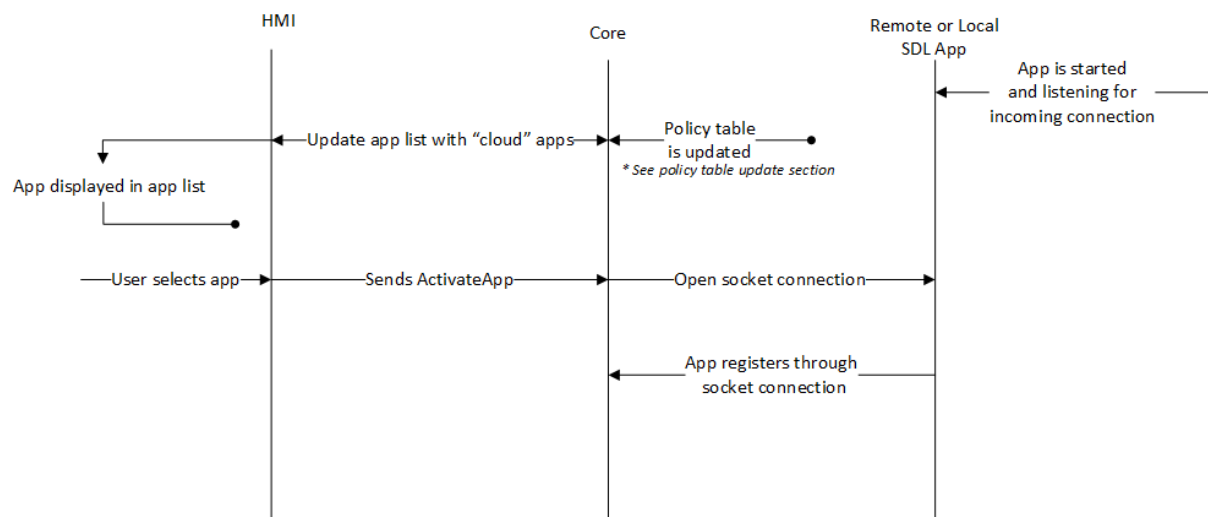 HMI
Core
Remote or Local
SDL App
App is started
and listening for
incoming connection
Update app list with “cloud” apps
Policy table
is updated
* See policy table update section
App displayed in app list
User selects app
Sends ActivateApp
Open socket connection
App registers through
socket connection